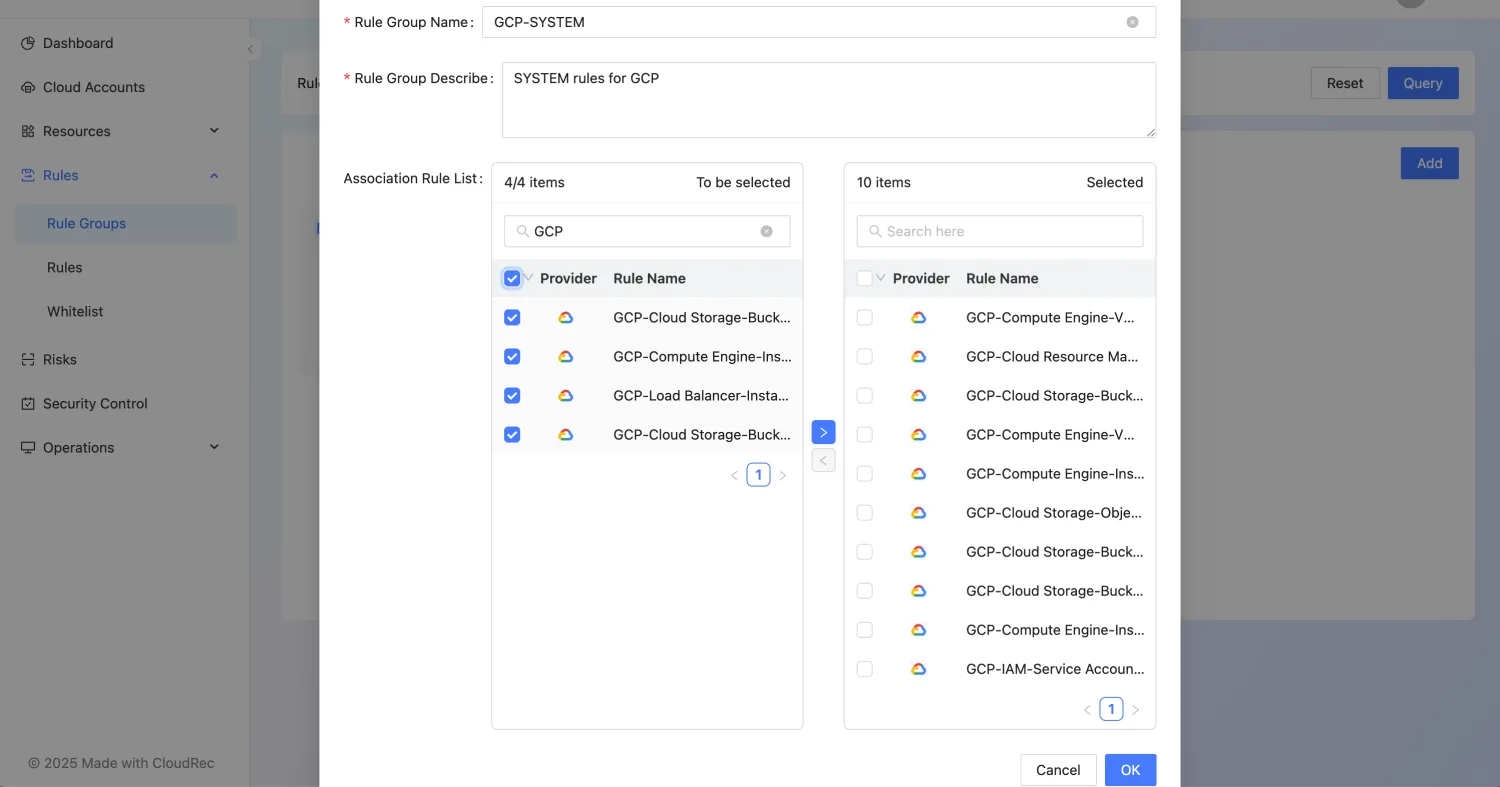 Dashboard
Cloud Accounts
Resources
Rules
Rule Groups
Rules
Whitelist
Risks
Security Control
Operations
© 2025 Made with CloudRec
Reset
Query
Add
* Rule Group Name :
GCP-SYSTEM
* Rule Group Describe :
SYSTEM rules for GCP
Association Rule List :
4/4 items To be selected
GCP
Provider Rule Name
GCP-Cloud Storage-Buck...
GCP-Compute Engine-Ins...
GCP-Load Balancer-Insta...
GCP-Cloud Storage-Buck...
< 1 >
>
<
10 items Selected
Search here
Provider Rule Name
GCP-Compute Engine-V...
GCP-Cloud Resource Ma...
GCP-Cloud Storage-Buck...
GCP-Compute Engine-V...
GCP-Compute Engine-Ins...
GCP-Cloud Storage-Obje...
GCP-Cloud Storage-Buck...
GCP-Cloud Storage-Buck...
GCP-Compute Engine-Ins...
GCP-IAM-Service Accoun...
< 1 >
Cancel
OK